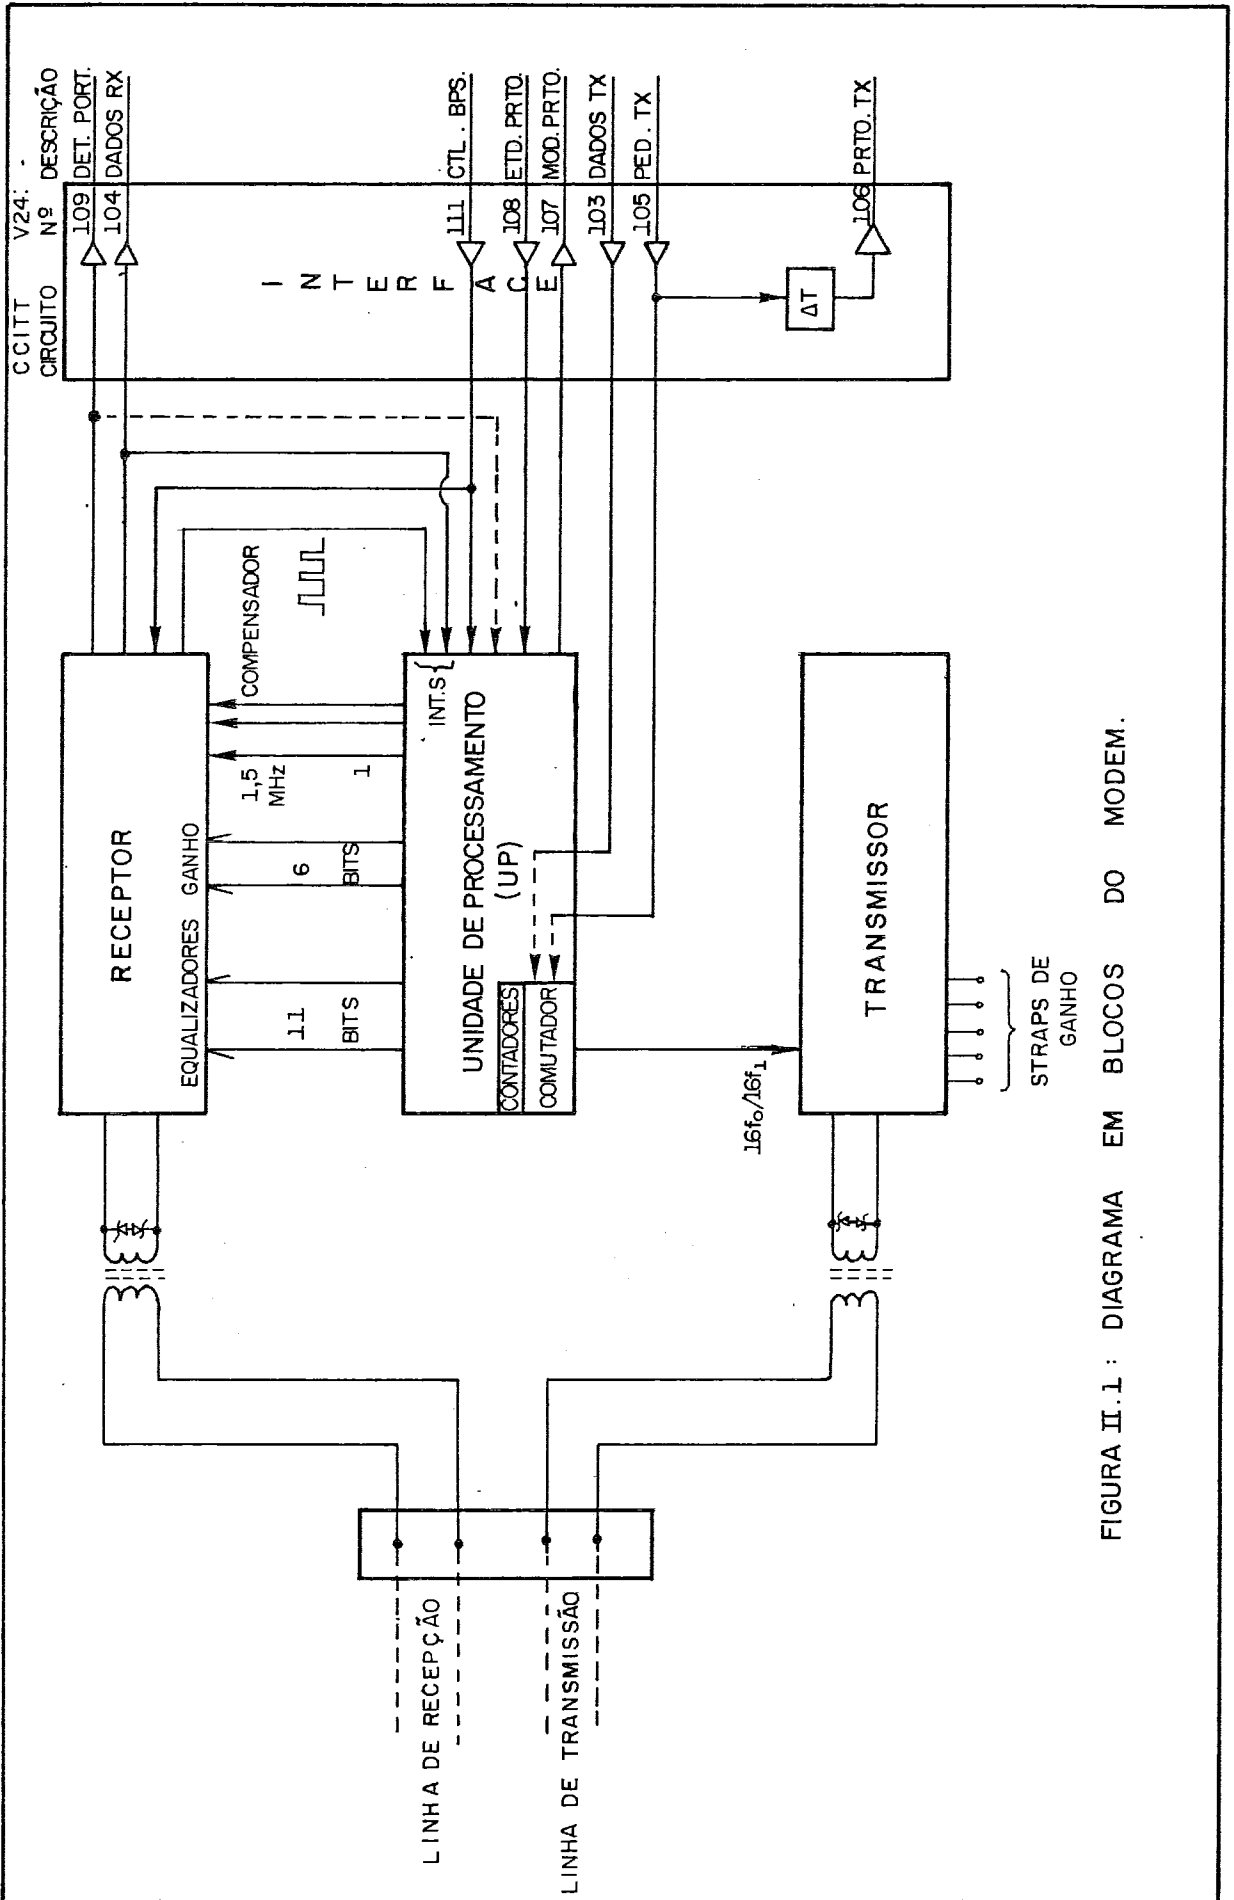 CCITT V24:
CIRCUITO Nº DESCRIÇÃO
109 DET. PORT.
104 DADOS RX
111 CTL. BPS.
108 ETD. PRTO.
107 MOD. PRTO.
103 DADOS TX
105 PED. TX
106 PRTO. TX
INTERFACE
ΔT
RECEPTOR
EQUALIZADORES GANHO
COMPENSADOR
1,5
MHz
1
6
BITS
11
BITS
INT.S {
UNIDADE DE PROCESSAMENTO
(UP)
CONTADORES
COMUTADOR
16f₀/16f₁
TRANSMISSOR
STRAPS DE
GANHO
LINHA DE RECEPÇÃO
LINHA DE TRANSMISSÃO
FIGURA II.1 : DIAGRAMA EM BLOCOS DO MODEM.